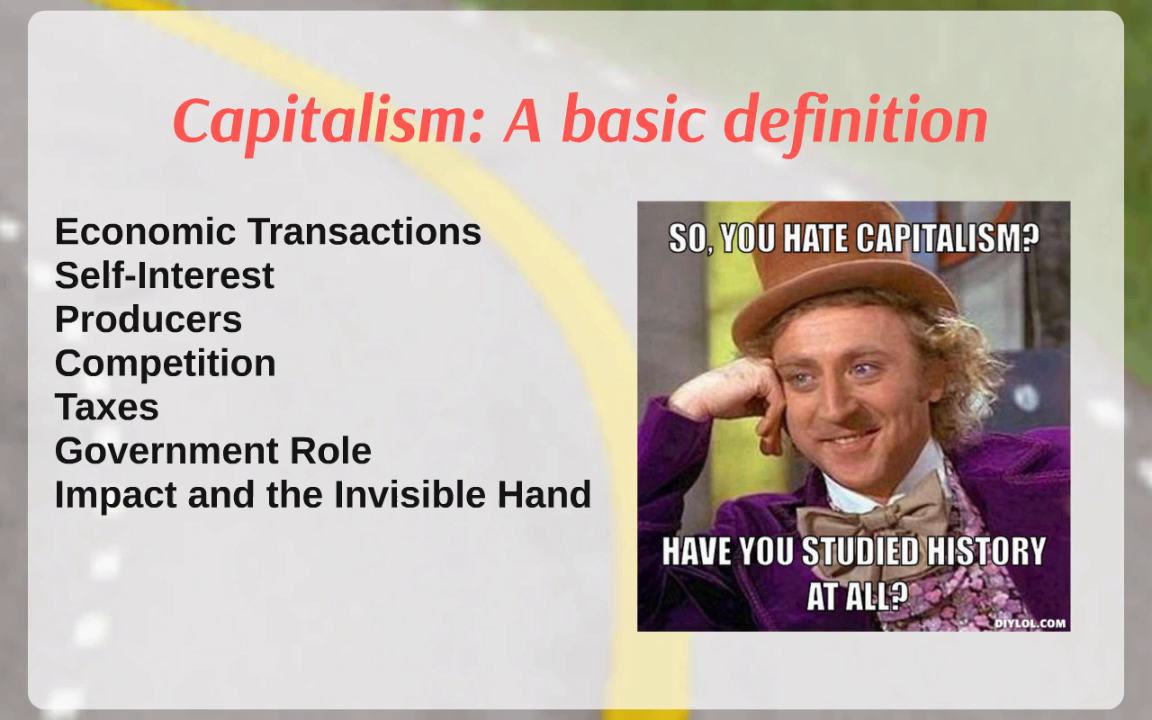 Capitalism: A basic definition
Economic Transactions
Self-Interest
Producers
Competition
Taxes
Government Role
Impact and the Invisible Hand
SO, YOU HATE CAPITALISM?
HAVE YOU STUDIED HISTORY
AT ALL?
DIYLOL.COM